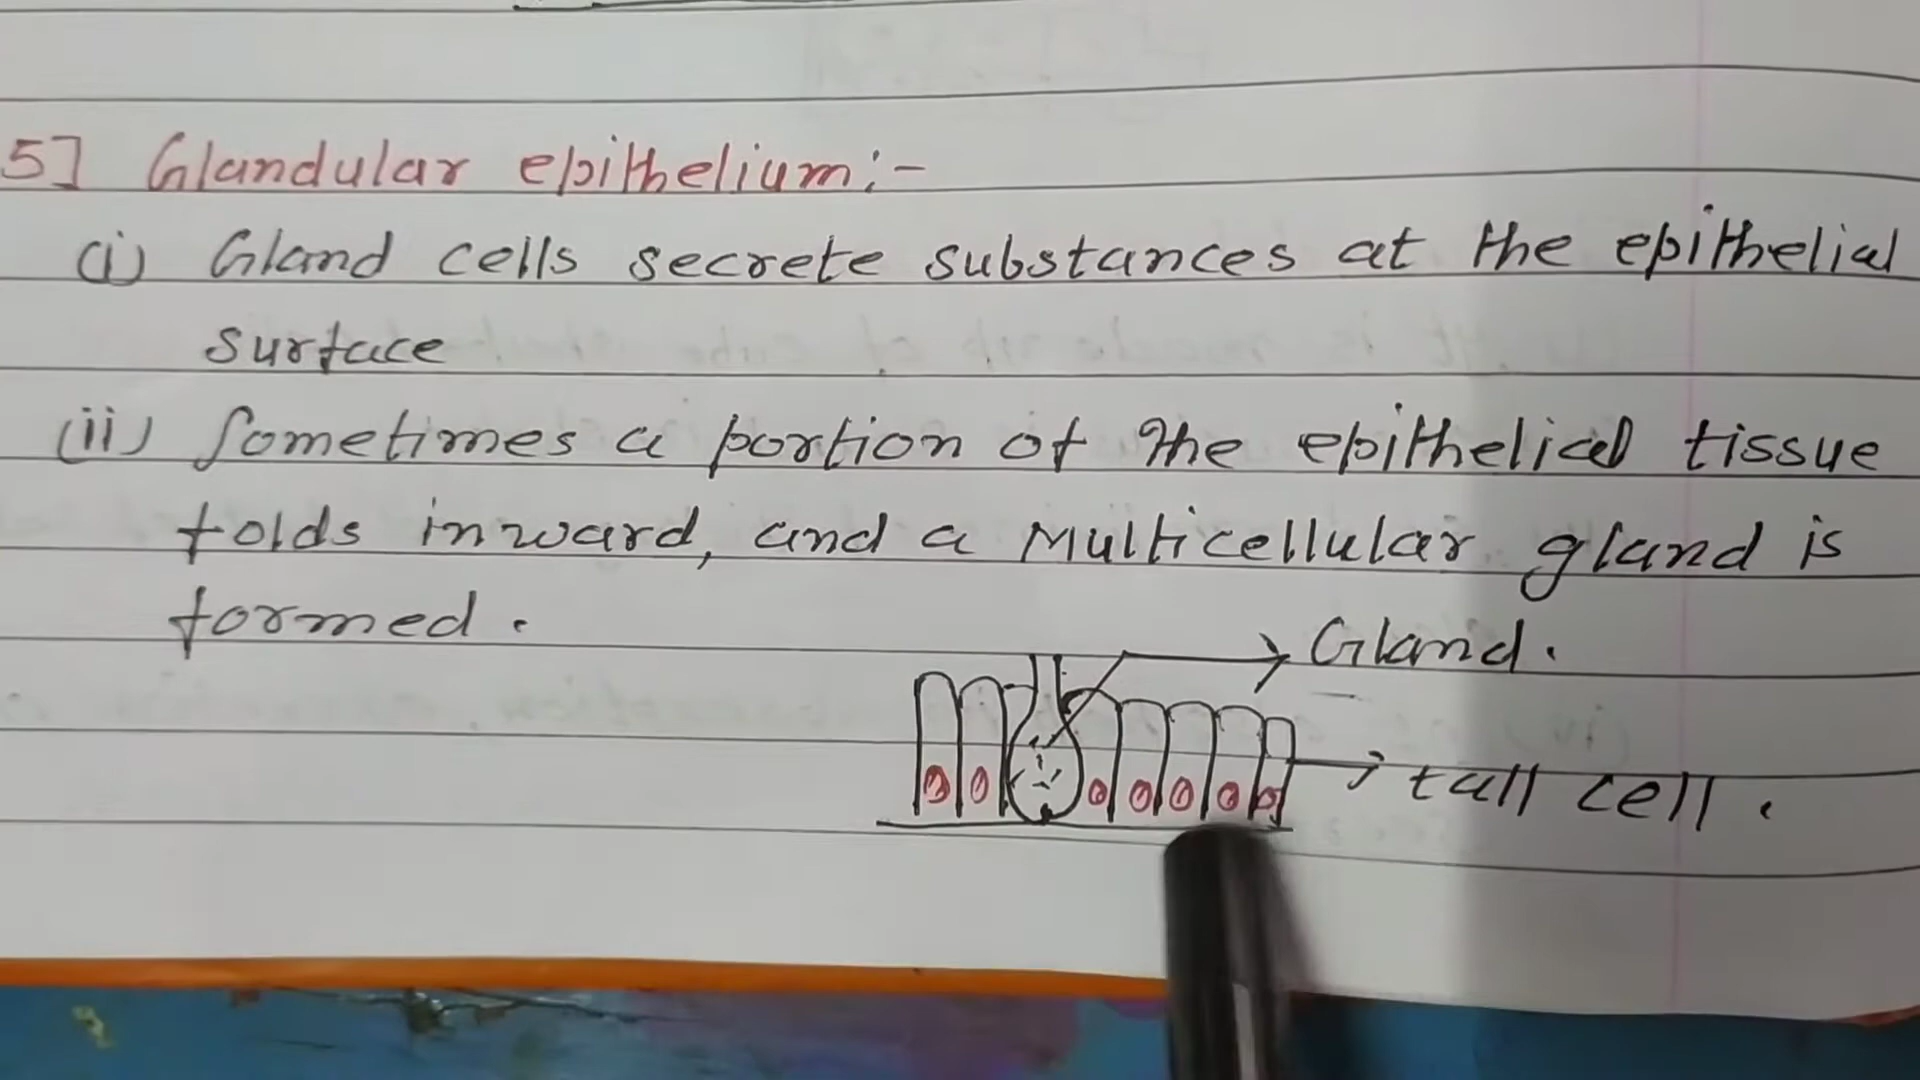 5] Glandular epithelium:-
(i) Gland cells secrete substances at the epithelial
surface
(ii) Sometimes a portion of the epithelial tissue
folds inward, and a Multicellular gland is
formed.
Gland.
tall cell.